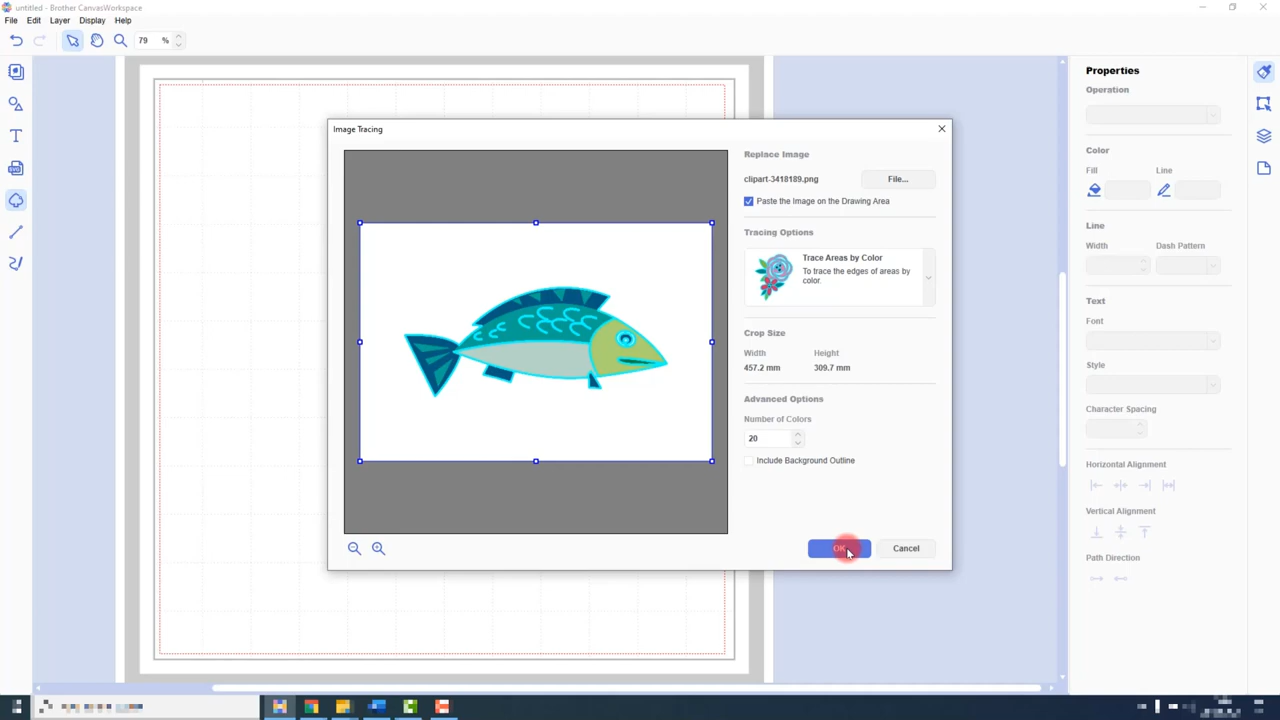 untitled - Brother CanvasWorkspace
File Edit Layer Display Help
79 %
Image Tracing
Replace Image
clipart-3418189.png File...
Paste the Image on the Drawing Area
Tracing Options
Trace Areas by Color
To trace the edges of areas by
color.
Crop Size
Width Height
457.2 mm 309.7 mm
Advanced Options
Number of Colors
20
Include Background Outline
OK Cancel
Properties
Operation
Color
Fill Line
Line
Width Dash Pattern
Text
Font
Style
Character Spacing
Horizontal Alignment
Vertical Alignment
Path Direction